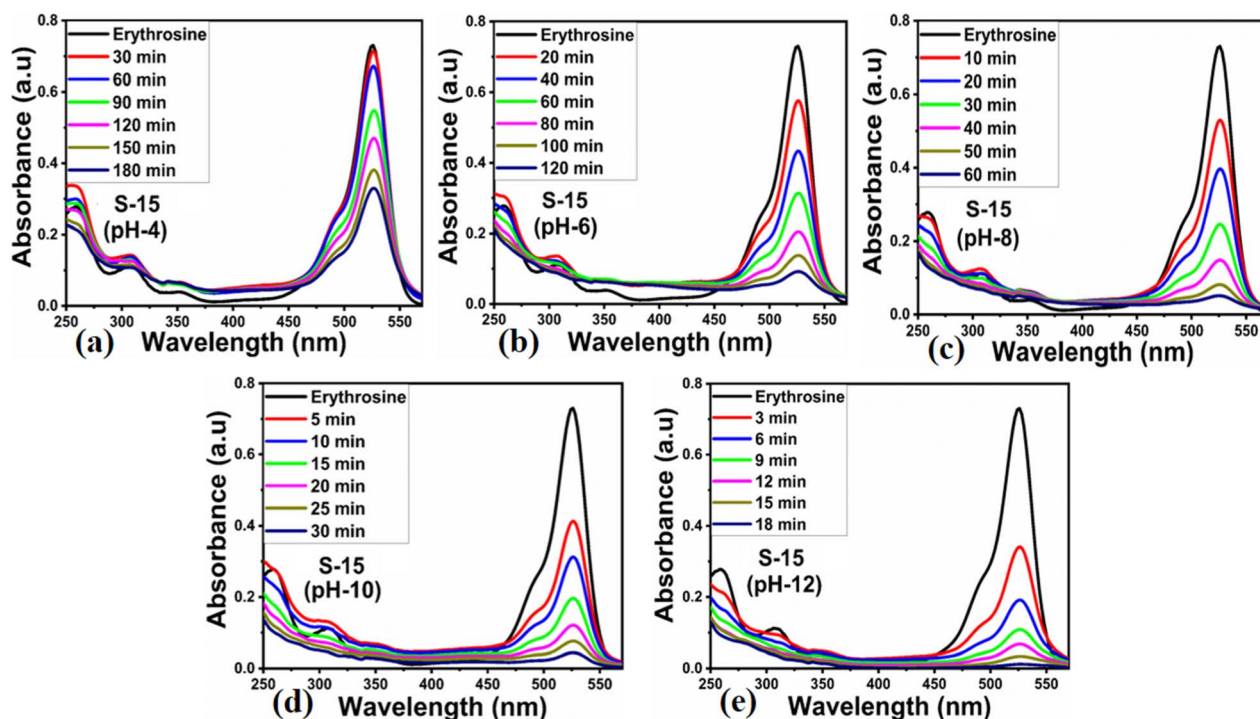 Absorbance (a.u)
0.8
0.6
0.4
0.2
0.0
Erythrosine
30 min
60 min
90 min
120 min
150 min
180 min
S-15
(pH-4)
250 300 350 400 450 500 550
(a) Wavelength (nm)
Absorbance (a.u)
0.8
0.6
0.4
0.2
0.0
Erythrosine
20 min
40 min
60 min
80 min
100 min
120 min
S-15
(pH-6)
250 300 350 400 450 500 550
(b) Wavelength (nm)
Absorbance (a.u)
0.8
0.6
0.4
0.2
0.0
Erythrosine
10 min
20 min
30 min
40 min
50 min
60 min
S-15
(pH-8)
250 300 350 400 450 500 550
(c) Wavelength (nm)
Absorbance (a.u)
0.8
0.6
0.4
0.2
0.0
Erythrosine
5 min
10 min
15 min
20 min
25 min
30 min
S-15
(pH-10)
250 300 350 400 450 500 550
(d) Wavelength (nm)
Absorbance (a.u)
0.8
0.6
0.4
0.2
0.0
Erythrosine
3 min
6 min
9 min
12 min
15 min
18 min
S-15
(pH-12)
250 300 350 400 450 500 550
(e) Wavelength (nm)